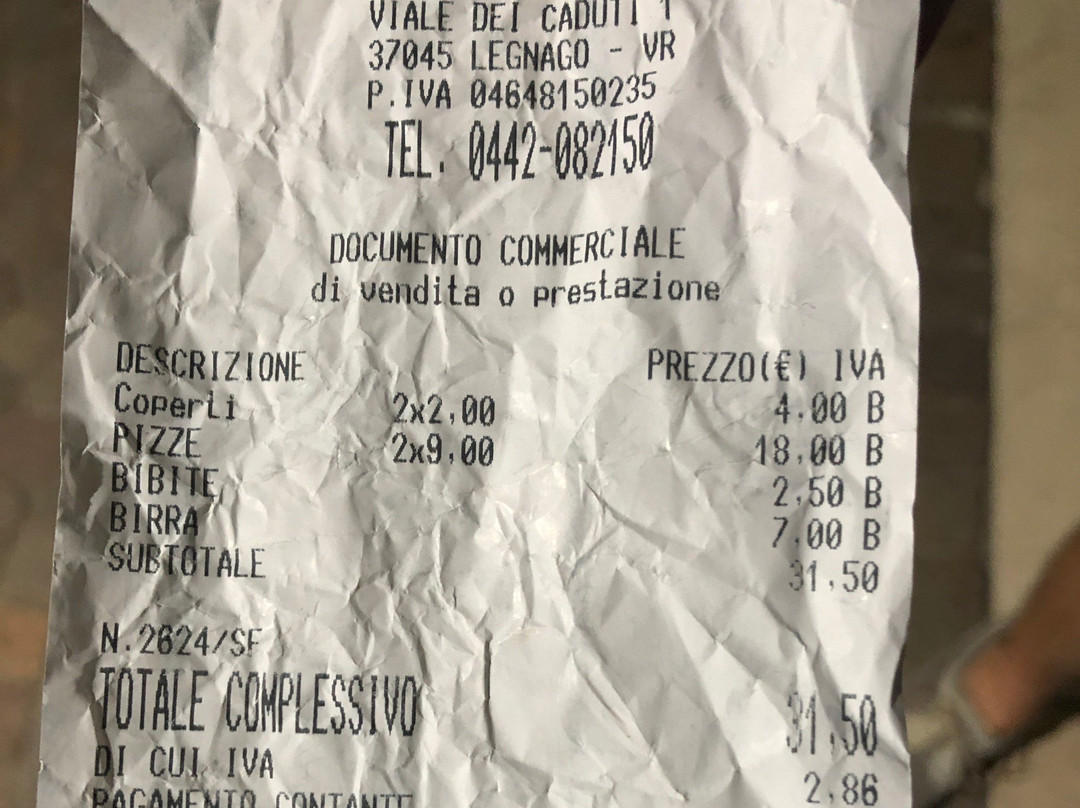 VIALE DEI CADUTI 1
37045 LEGNAGO - VR
P.IVA 04648150235
TEL. 0442-082150
DOCUMENTO COMMERCIALE
di vendita o prestazione
DESCRIZIONE PREZZO(€) IVA
Coperti 2x2,00 4,00 B
PIZZE 2x9,00 18,00 B
BIBITE 2,50 B
BIRRA 7,00 B
SUBTOTALE 31,50
N.2624/SF
TOTALE COMPLESSIVO 31,50
DI CUI IVA 2,86
PAGAMENTO CONTANTE